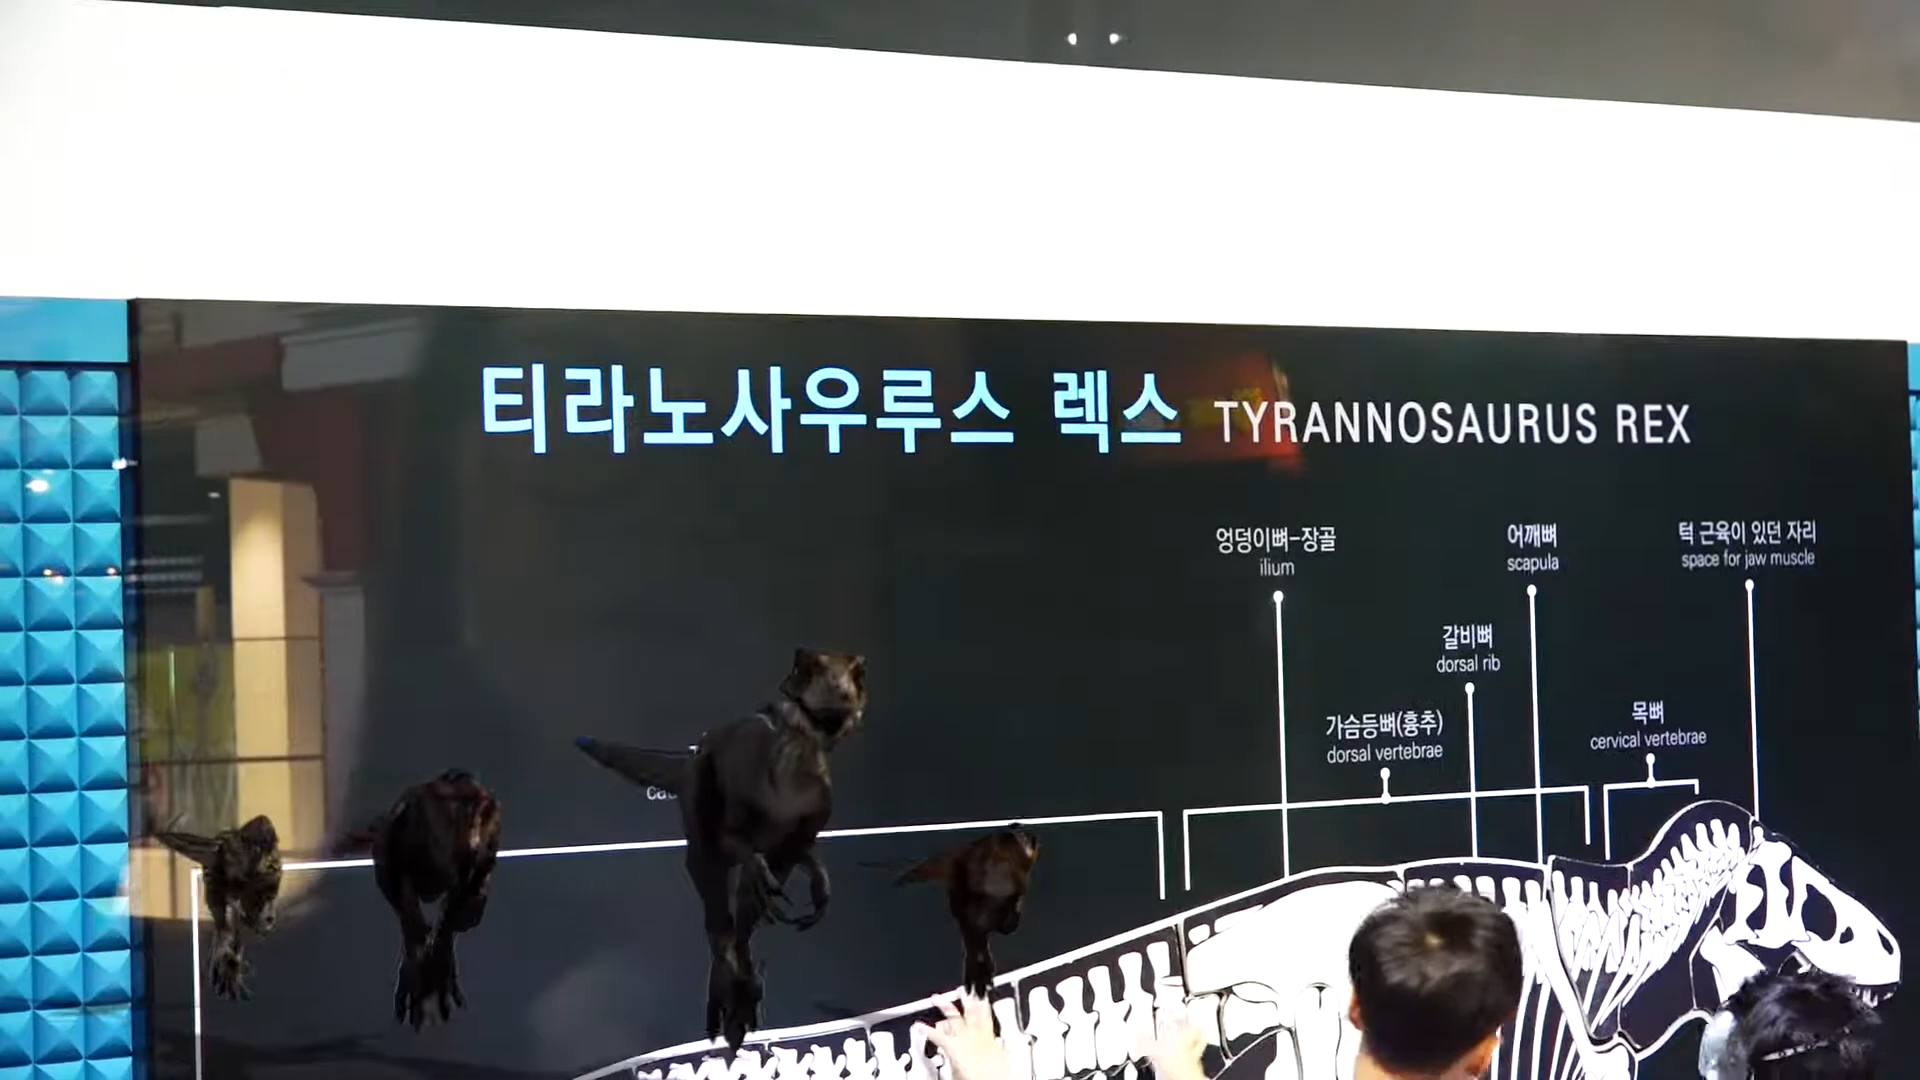 티라노사우루스 렉스 TYRANNOSAURUS REX
엉덩이뼈-장골
ilium
어깨뼈
scapula
턱 근육이 있던 자리
space for jaw muscle
갈비뼈
dorsal rib
가슴등뼈(흉추)
dorsal vertebrae
목뼈
cervical vertebrae